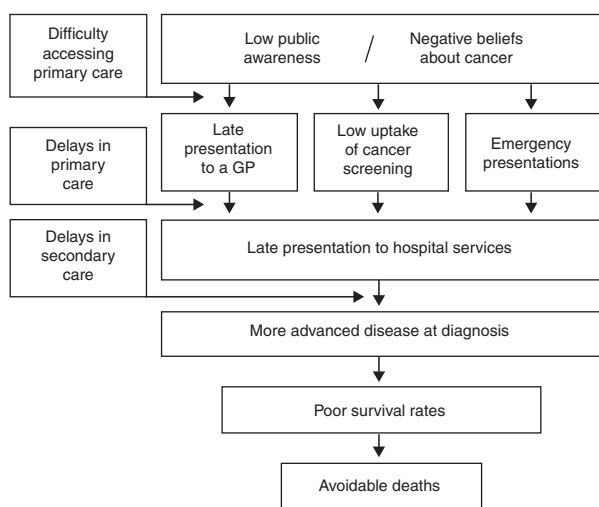 Difficulty
accessing
primary care
Low public
awareness
/
Negative beliefs
about cancer
Late
presentation
to a GP
Low uptake
of cancer
screening
Emergency
presentations
Delays in
primary
care
Late presentation to hospital services
Delays in
secondary
care
More advanced disease at diagnosis
Poor survival rates
Avoidable deaths